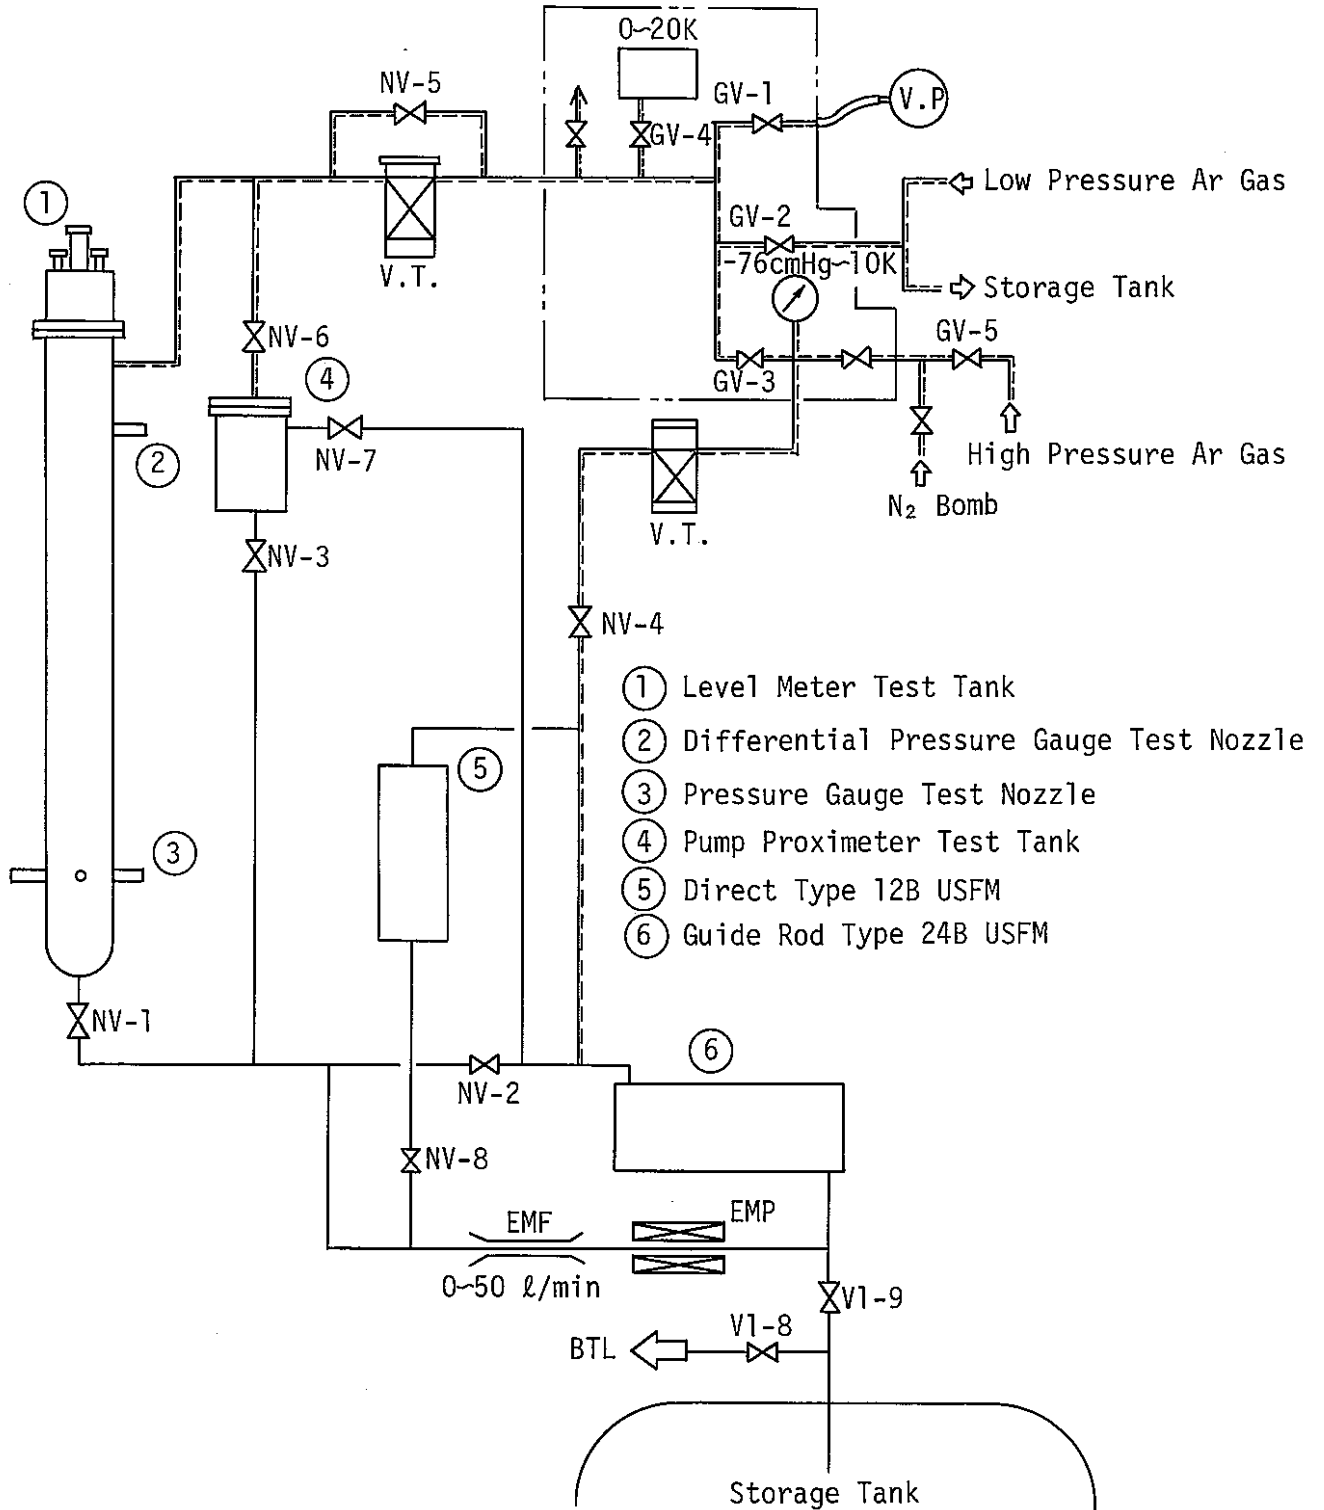 0~20K
NV-5
GV-1
V.P
GV-4
Low Pressure Ar Gas
1
GV-2
V.T.
-76cmHg~10K
Storage Tank
NV-6
GV-5
4
GV-3
2
NV-7
High Pressure Ar Gas
N₂ Bomb
V.T.
NV-3
NV-4
1 Level Meter Test Tank
2 Differential Pressure Gauge Test Nozzle
5
3 Pressure Gauge Test Nozzle
4 Pump Proximeter Test Tank
3
5 Direct Type 12B USFM
6 Guide Rod Type 24B USFM
NV-1
6
NV-2
NV-8
EMF
EMP
0~50 ℓ/min
V1-9
V1-8
BTL
Storage Tank